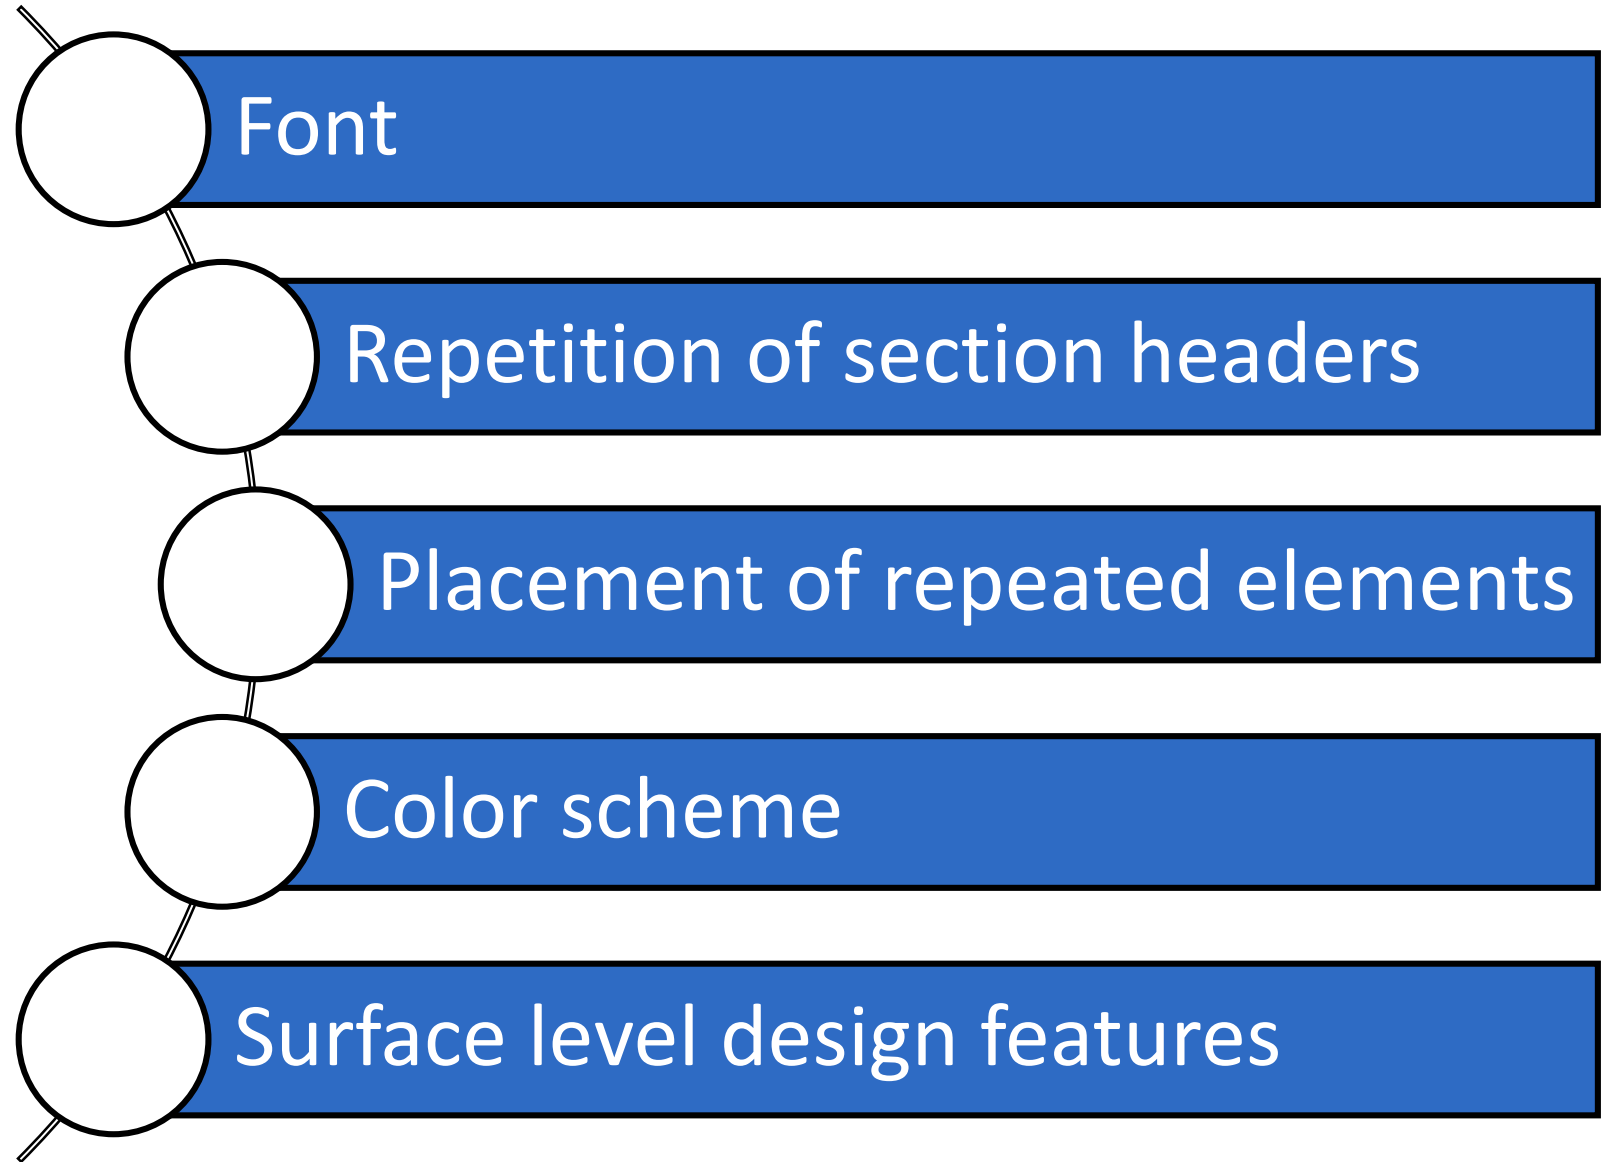 Font
Repetition of section headers
Placement of repeated elements
Color scheme
Surface level design features